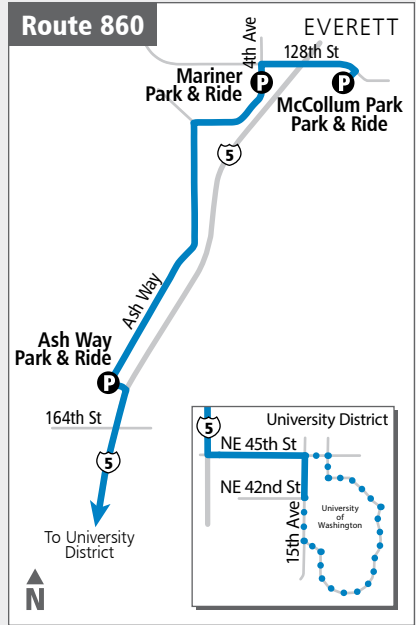 Route 860
EVERETT
4th Ave
128th St
Mariner
Park & Ride
P
P
McCollum Park
Park & Ride
5
Ash Way
Ash Way
Park & Ride
P
164th St
5
To University
District
N
University District
5
NE 45th St
NE 42nd St
15th Ave
University
of
Washington